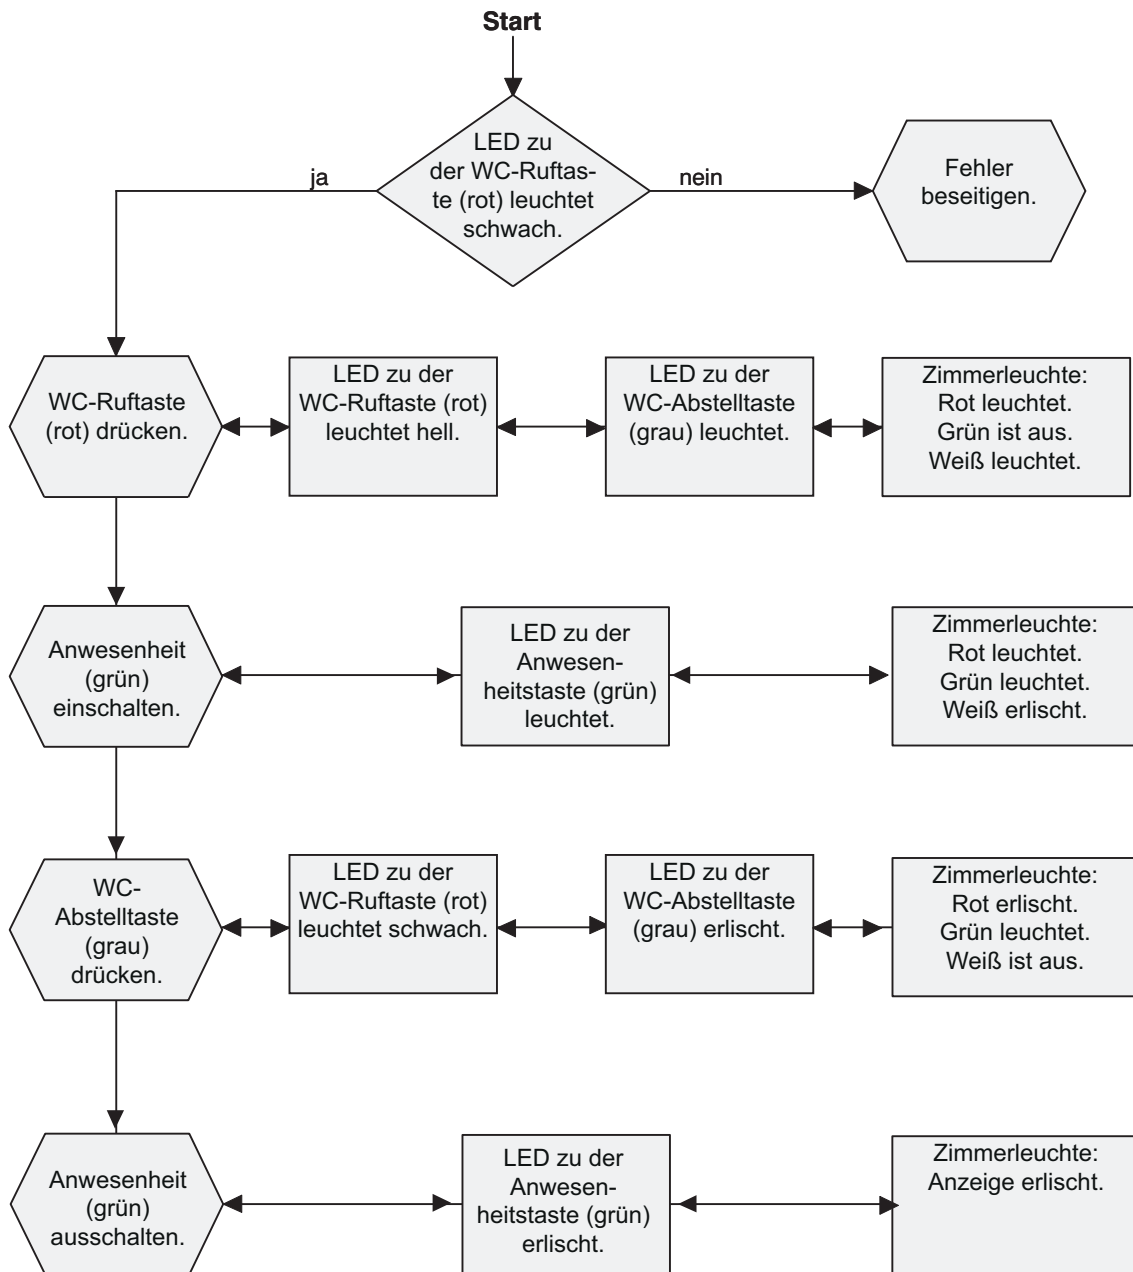 Start
LED zu
der WC-Ruftas-
te (rot) leuchtet
schwach.
ja
nein
Fehler
beseitigen.
WC-Ruftaste
(rot) drücken.
LED zu der
WC-Ruftaste (rot)
leuchtet hell.
LED zu der
WC-Abstelltaste
(grau) leuchtet.
Zimmerleuchte:
Rot leuchtet.
Grün ist aus.
Weiß leuchtet.
Anwesenheit
(grün)
einschalten.
LED zu der
Anwesen-
heitstaste (grün)
leuchtet.
Zimmerleuchte:
Rot leuchtet.
Grün leuchtet.
Weiß erlischt.
WC-
Abstelltaste
(grau)
drücken.
LED zu der
WC-Ruftaste (rot)
leuchtet schwach.
LED zu der
WC-Abstelltaste
(grau) erlischt.
Zimmerleuchte:
Rot erlischt.
Grün leuchtet.
Weiß ist aus.
Anwesenheit
(grün)
ausschalten.
LED zu der
Anwesen-
heitstaste (grün)
erlischt.
Zimmerleuchte:
Anzeige erlischt.